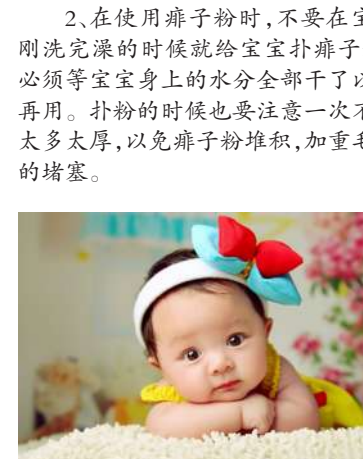 2、在使用痱子粉时,不要在宝
刚洗完澡的时候就给宝宝扑痱子
必须等宝宝身上的水分全部干了以
再用。扑粉的时候也要注意一次不
太多太厚,以免痱子粉堆积,加重毛
的堵塞。